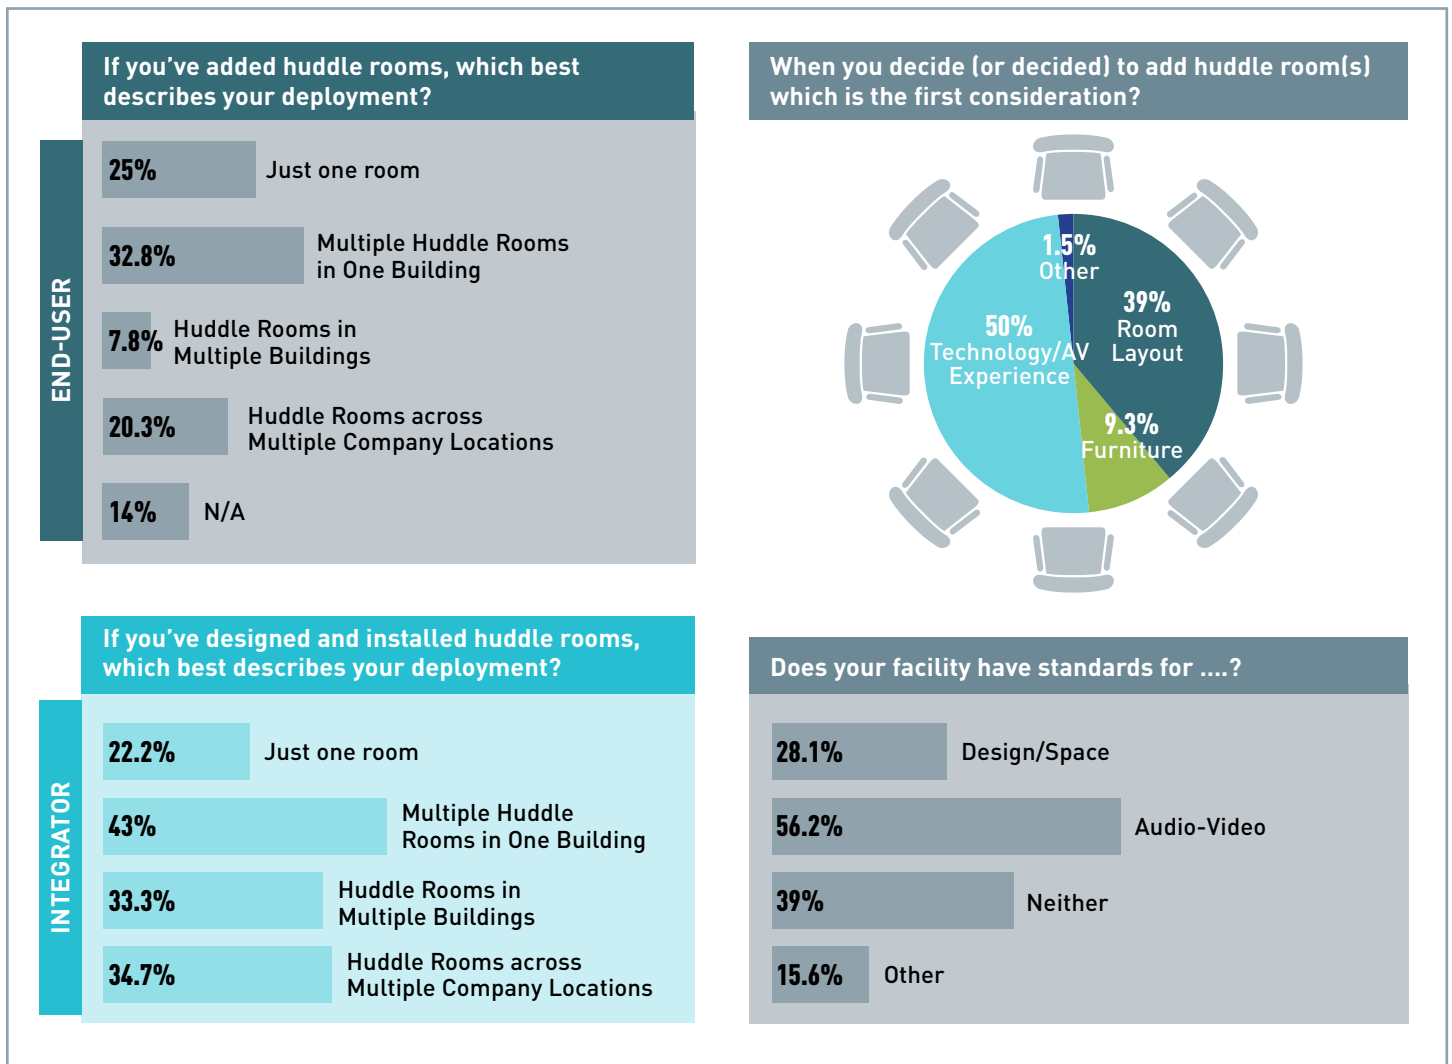 If you’ve added huddle rooms, which best
describes your deployment?
END-USER
25%
Just one room
32.8%
Multiple Huddle Rooms
in One Building
7.8%
Huddle Rooms in
Multiple Buildings
20.3%
Huddle Rooms across
Multiple Company Locations
14%
N/A
When you decide (or decided) to add huddle room(s)
which is the first consideration?
1.5%
Other
39%
Room
Layout
50%
Technology/AV
Experience
9.3%
Furniture
If you’ve designed and installed huddle rooms,
which best describes your deployment?
INTEGRATOR
22.2%
Just one room
43%
Multiple Huddle
Rooms in One Building
33.3%
Huddle Rooms in
Multiple Buildings
34.7%
Huddle Rooms across
Multiple Company Locations
Does your facility have standards for ....?
28.1%
Design/Space
56.2%
Audio-Video
39%
Neither
15.6%
Other